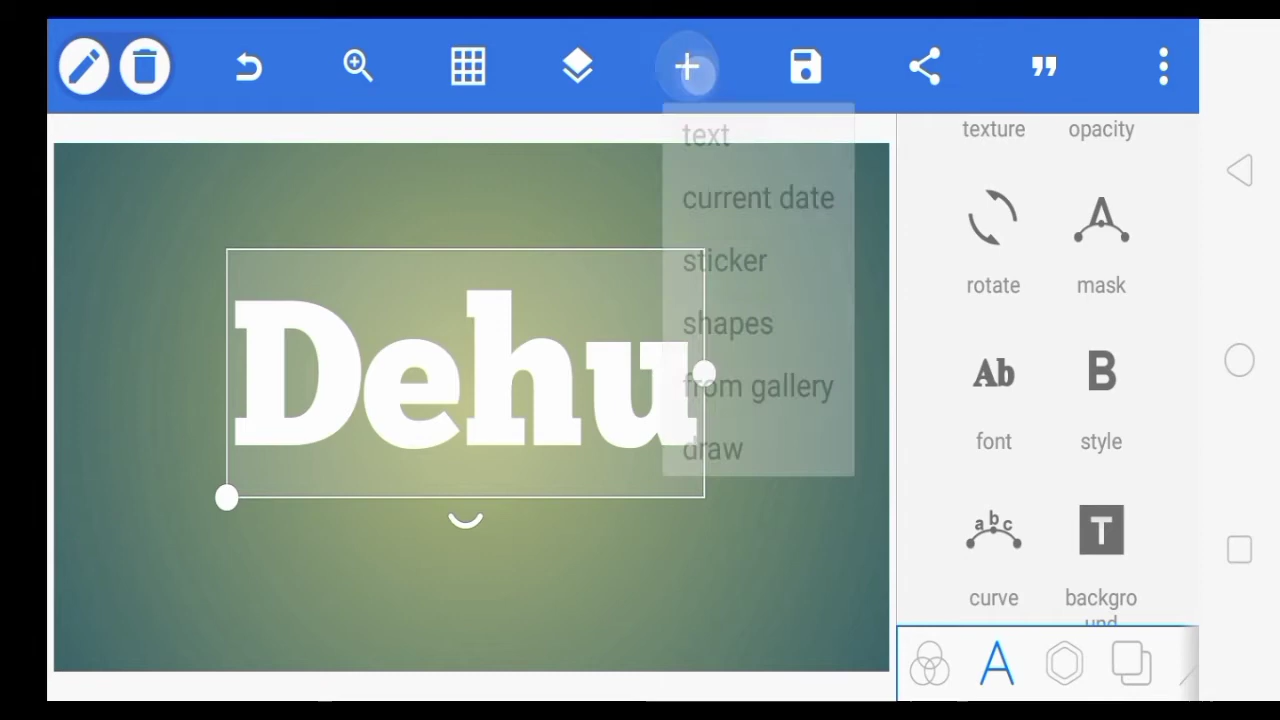 text
current date
sticker
shapes
from gallery
draw
Dehu
texture
opacity
rotate
mask
Ab
B
font
style
abc
T
curve
backgro
und
A